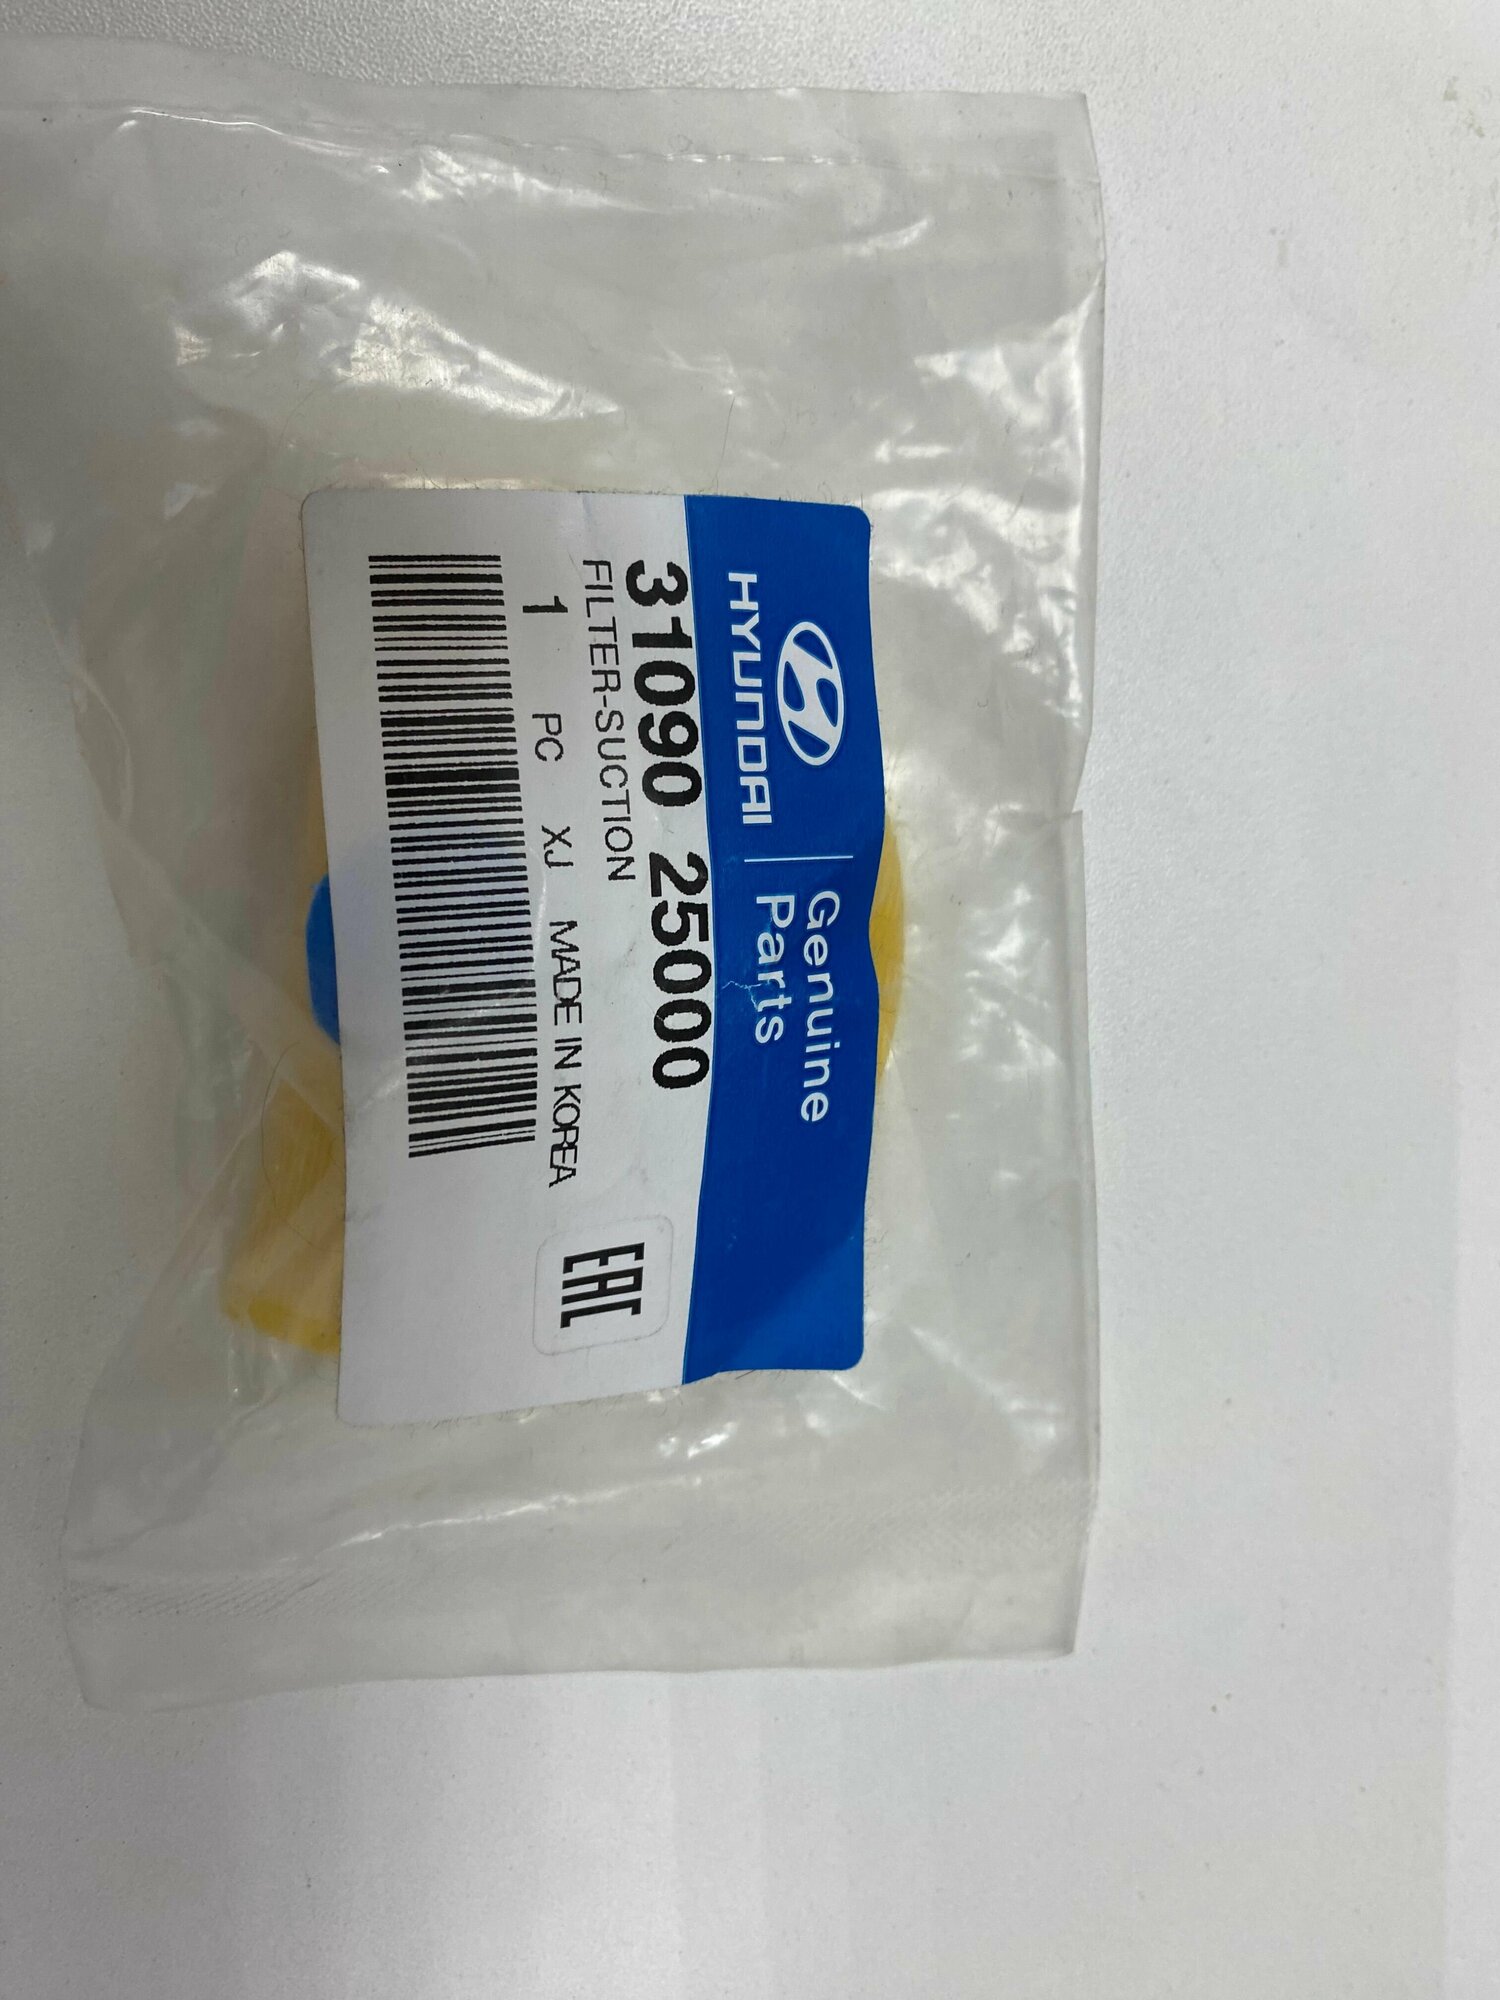 HYUNDAI
Genuine
Parts
31090 25000
FILTER-SUCTION
1 PC XJ MADE IN KOREA
EAC